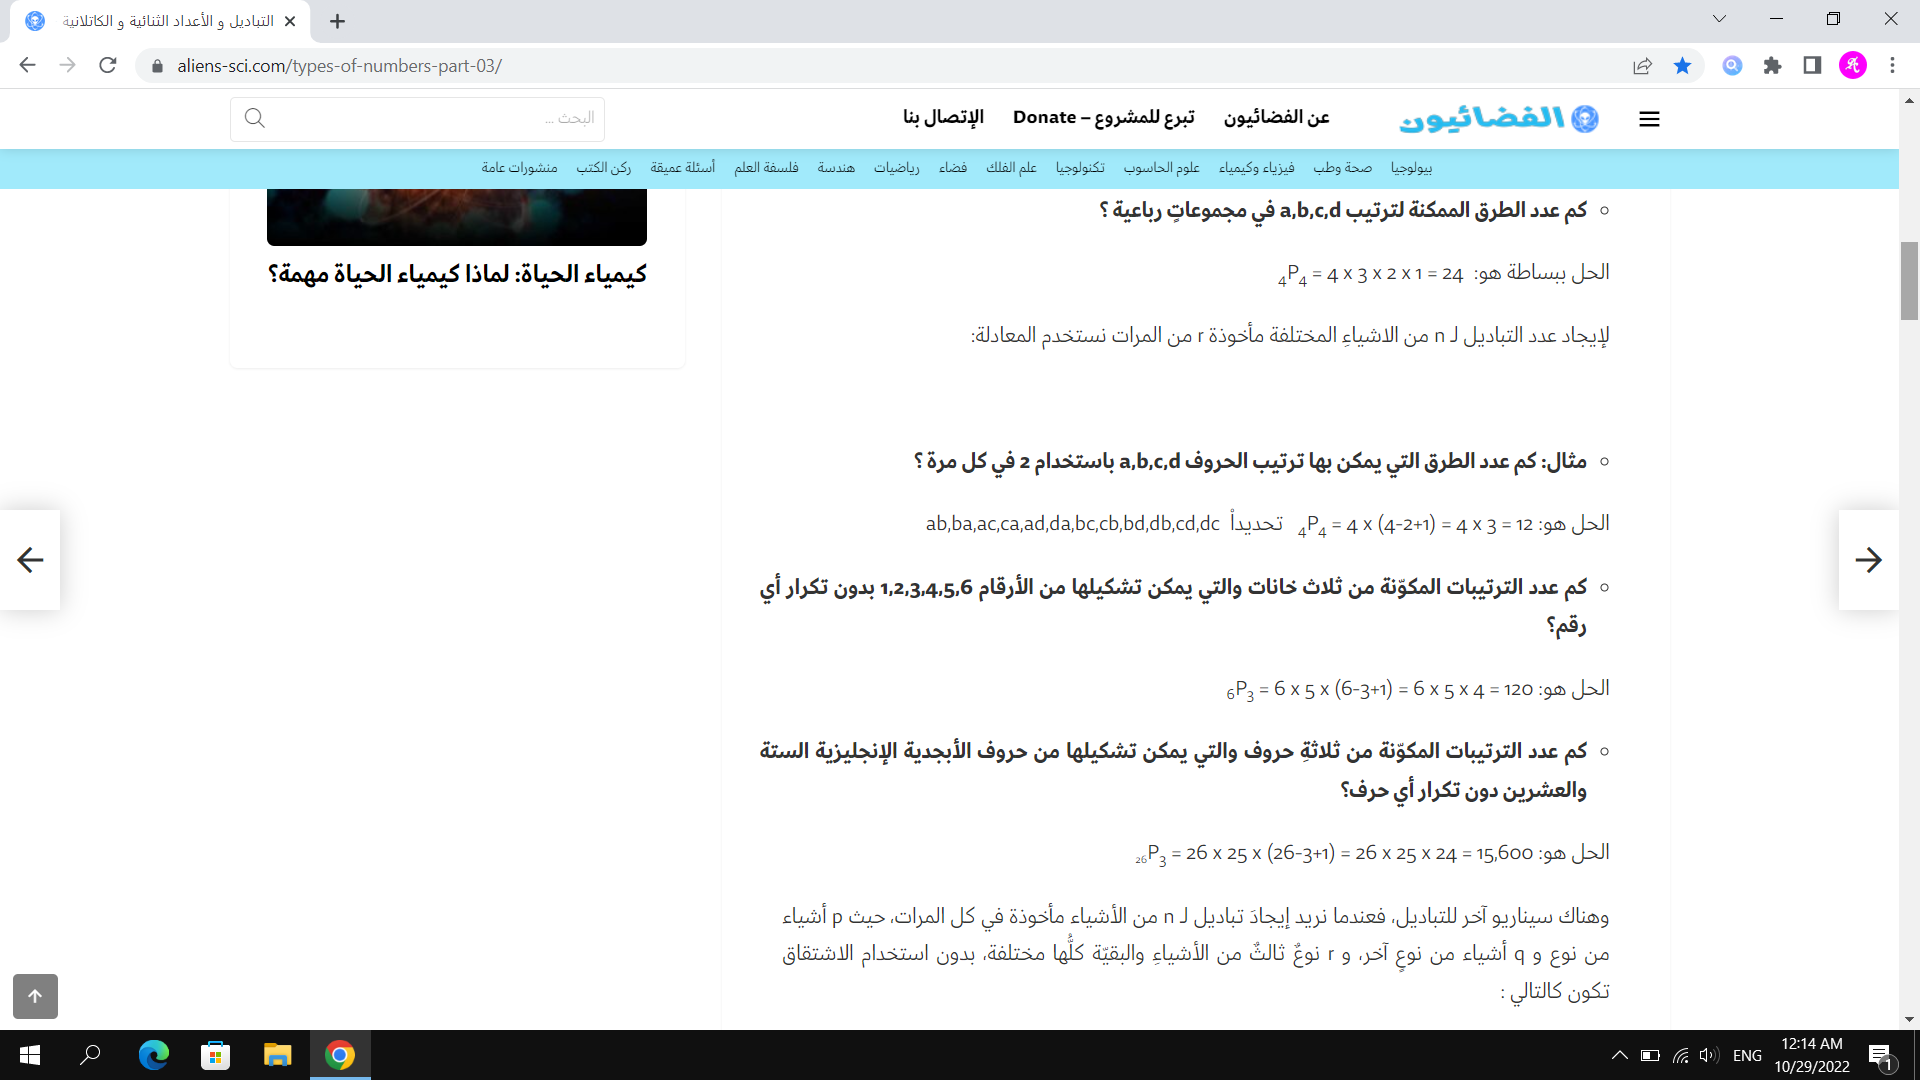 التباديل و الأعداد الثنائية و الكاتلانية
aliens-sci.com/types-of-numbers-part-03/
الفضائيون
عن الفضائيون
تبرع للمشروع – Donate
الإتصال بنا
البحث ...
بيولوجيا صحة وطب فيزياء وكيمياء علوم الحاسوب تكنولوجيا علم الفلك فضاء رياضيات هندسة فلسفة العلم أسئلة عميقة ركن الكتب منشورات عامة
كم عدد الطرق الممكنة لترتيب a,b,c,d في مجموعاتٍ رباعية ؟
الحل ببساطة هو: ₄P₄ = 4 x 3 x 2 x 1 = 24
لإيجاد عدد التباديل لـ n من الاشياءِ المختلفة مأخوذة r من المرات نستخدم المعادلة:
مثال: كم عدد الطرق التي يمكن بها ترتيب الحروف a,b,c,d باستخدام 2 في كل مرة ؟
الحل هو: ₄P₄ = 4 x (4-2+1) = 4 x 3 = 12 تحديداً ab,ba,ac,ca,ad,da,bc,cb,bd,db,cd,dc
كم عدد الترتيبات المكوّنة من ثلاث خانات والتي يمكن تشكيلها من الأرقام 1,2,3,4,5,6 بدون تكرار أي
رقم؟
الحل هو: ₆P₃ = 6 x 5 x (6-3+1) = 6 x 5 x 4 = 120
كم عدد الترتيبات المكوّنة من ثلاثةِ حروف والتي يمكن تشكيلها من حروف الأبجدية الإنجليزية الستة
والعشرين دون تكرار أي حرف؟
الحل هو: ₂₆P₃ = 26 x 25 x (26-3+1) = 26 x 25 x 24 = 15,600
وهناك سيناريو آخر للتباديل، فعندما نريد إيجادَ تباديل لـ n من الأشياء مأخوذة في كل المرات، حيث p أشياء
من نوع و q أشياء من نوعٍ آخر، و r نوعٌ ثالثٌ من الأشياءِ والبقيّة كلُّها مختلفة، بدون استخدام الاشتقاق
تكون كالتالي :
كيمياء الحياة: لماذا كيمياء الحياة مهمة؟
ENG
12:14 AM
10/29/2022
1